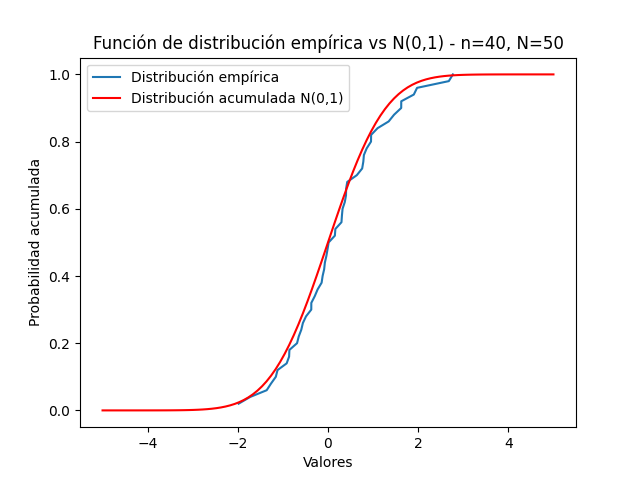 Función de distribución empírica vs N(0,1) - n=40, N=50
Distribución empírica
Distribución acumulada N(0,1)
Probabilidad acumulada
1.0
0.8
0.6
0.4
0.2
0.0
−4
−2
0
2
4
Valores